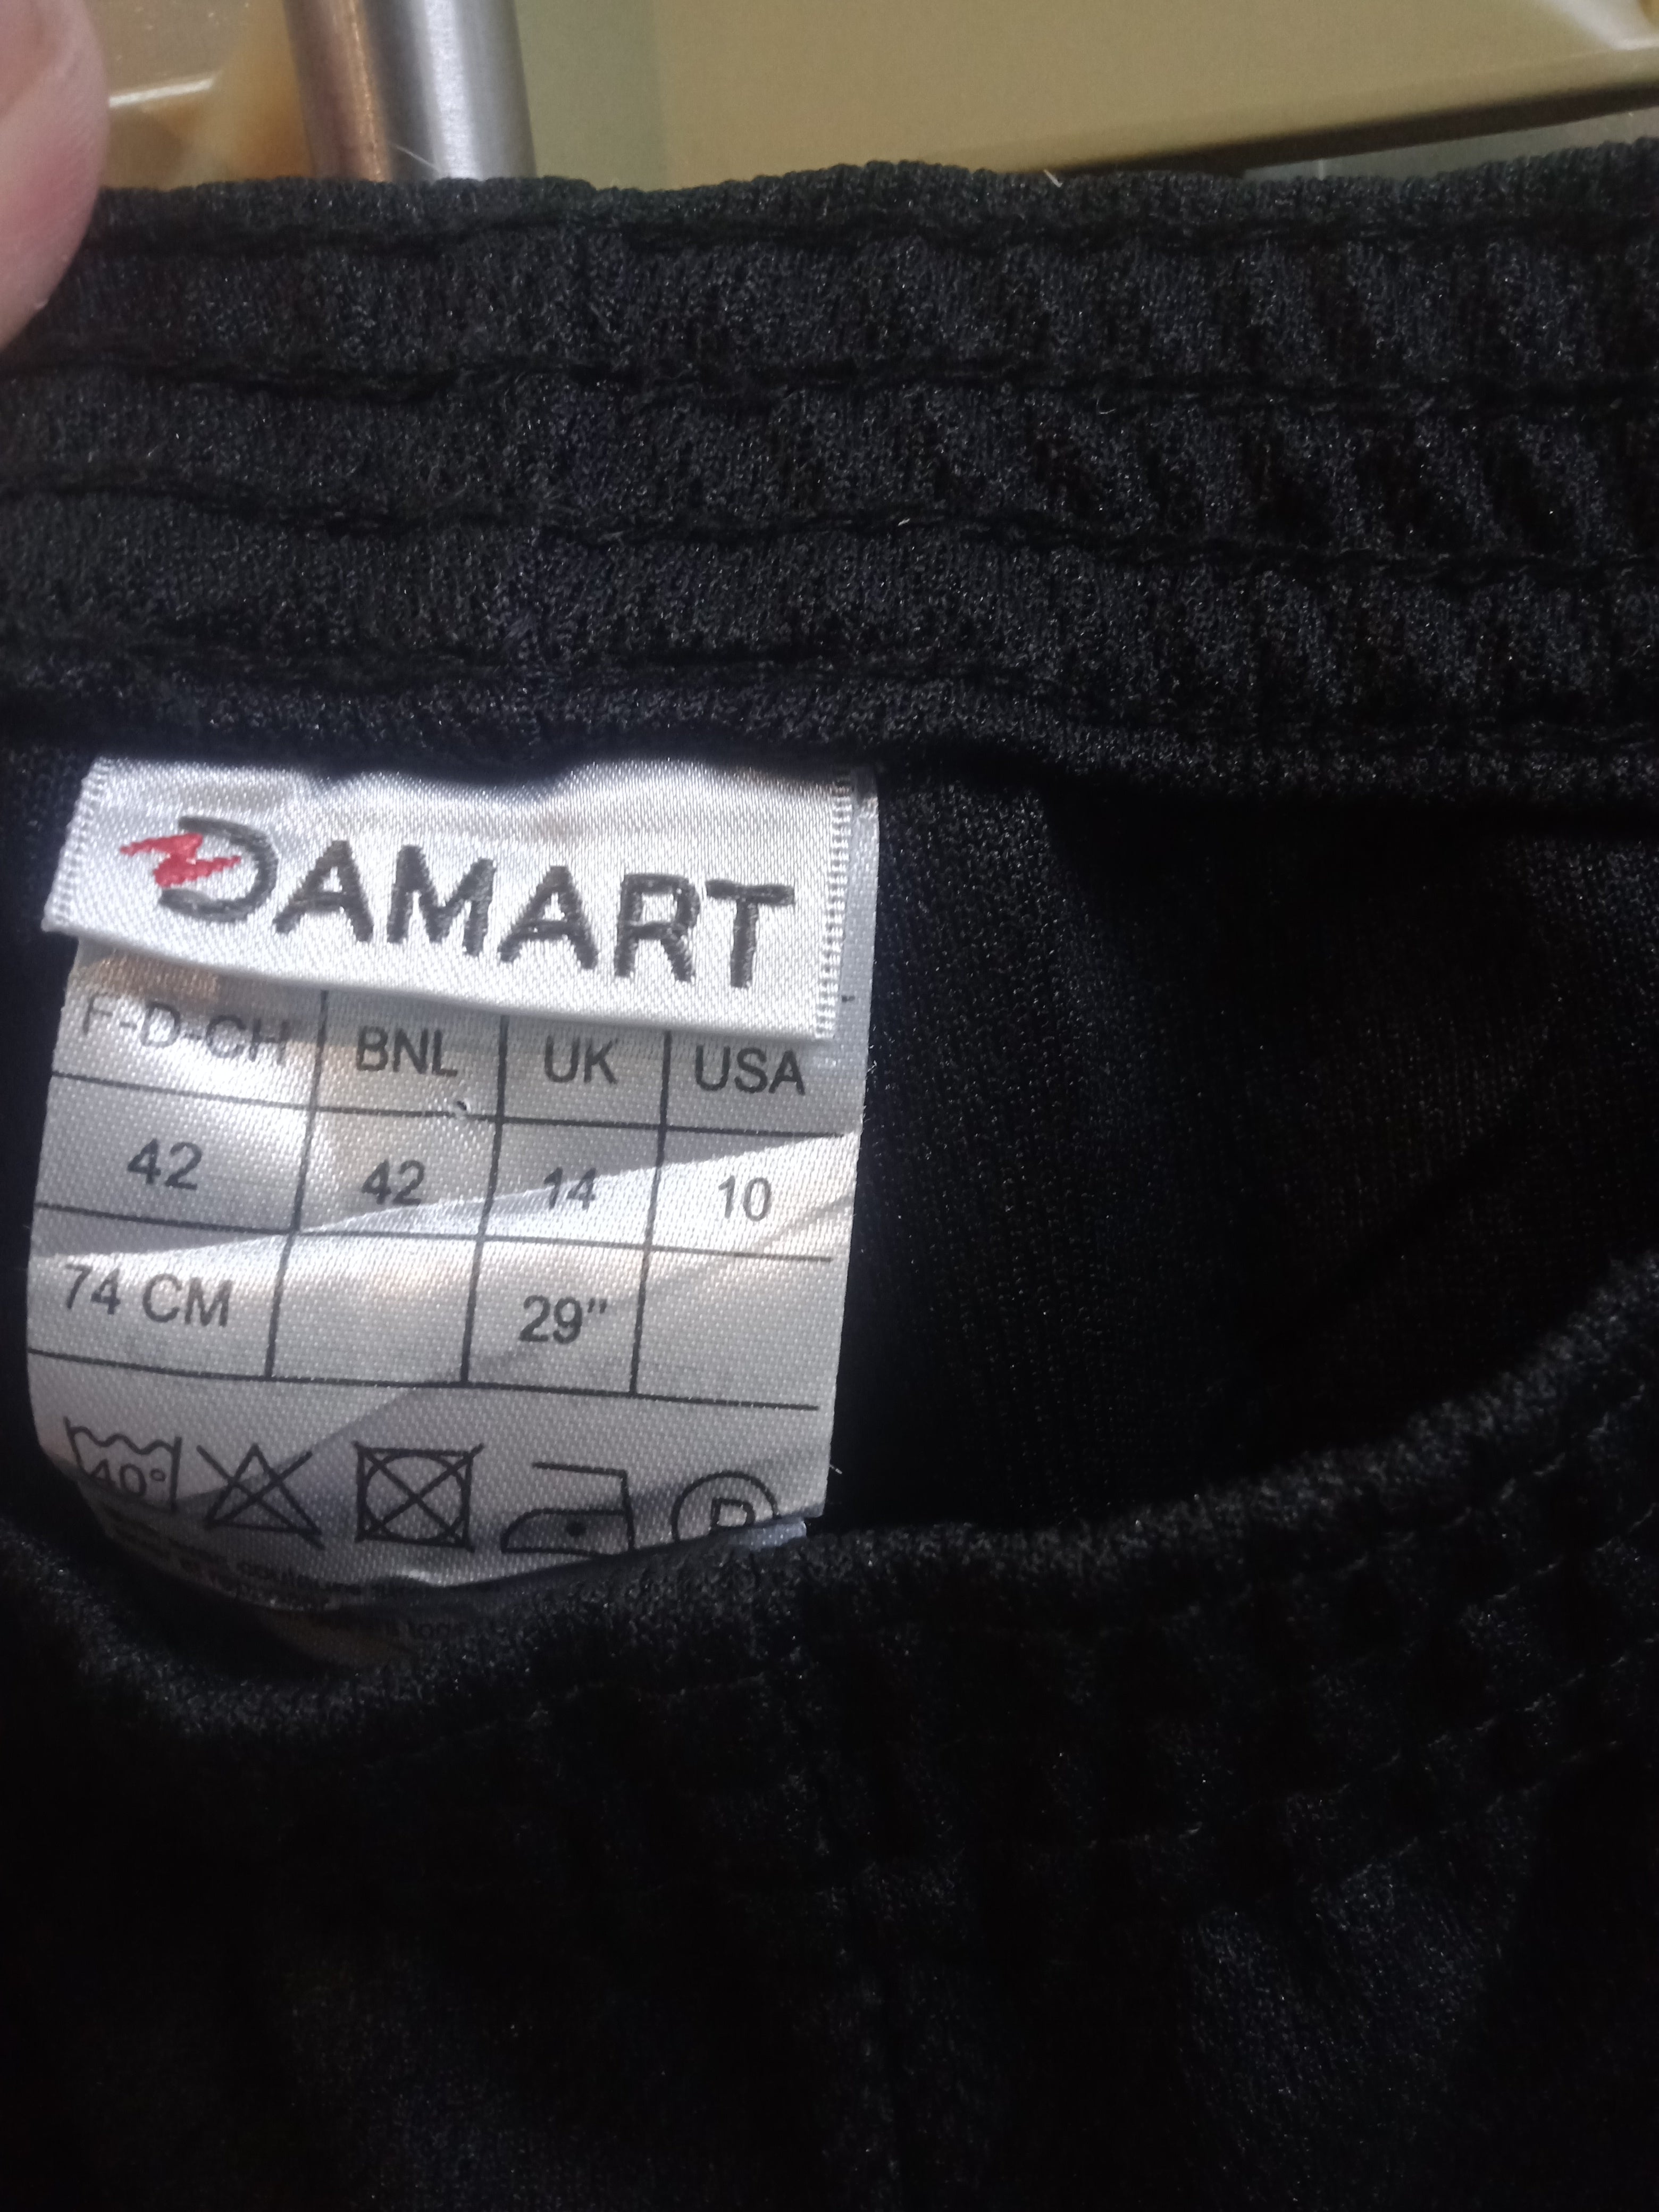 DAMART
F-D-CH BNL UK USA
42 42 14 10
74 CM 29"
40° P